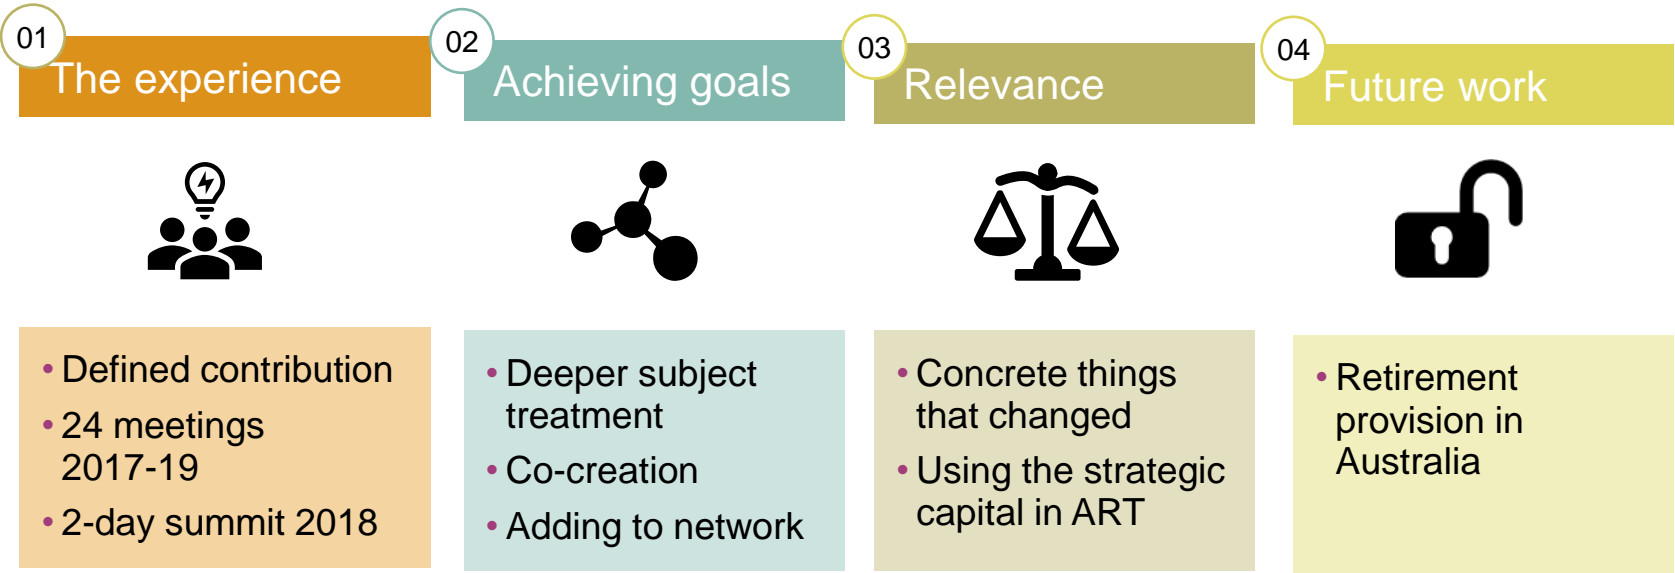 01
The experience
• Defined contribution
• 24 meetings
2017-19
• 2-day summit 2018
02
Achieving goals
• Deeper subject
treatment
• Co-creation
• Adding to network
03
Relevance
• Concrete things
that changed
• Using the strategic
capital in ART
04
Future work
• Retirement
provision in
Australia